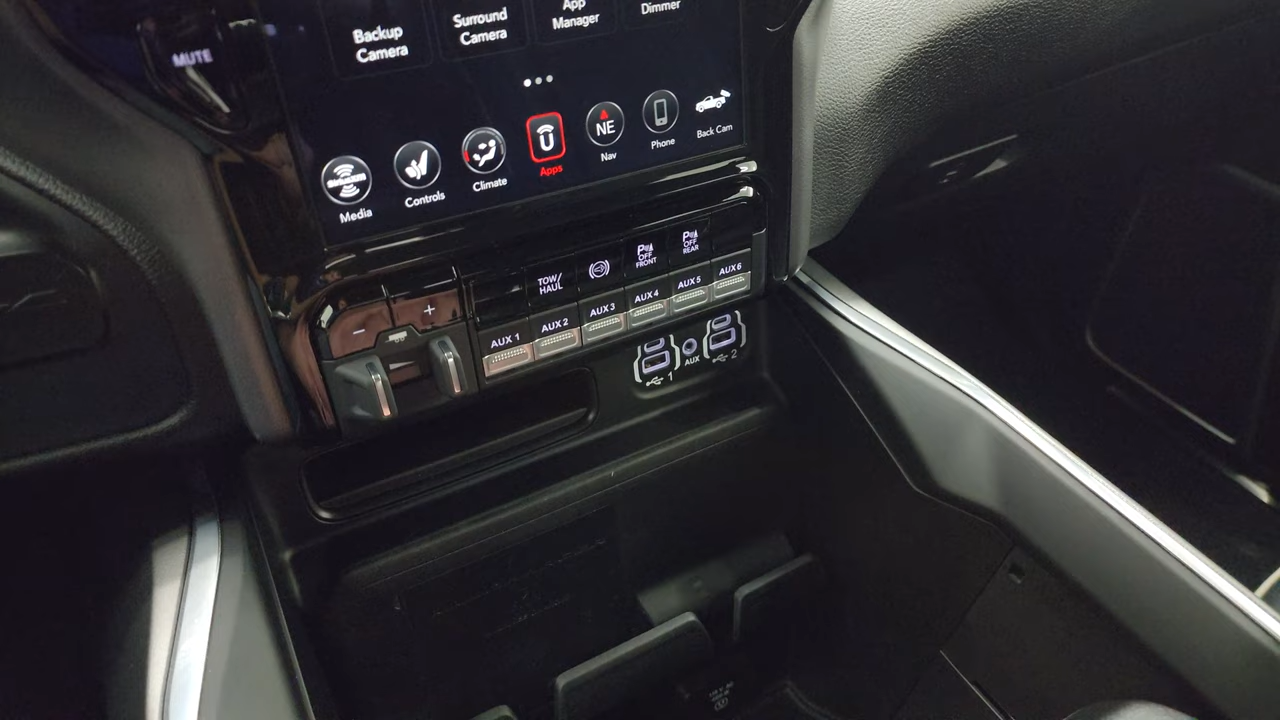 MUTE
Backup
Camera
Surround
Camera
App
Manager
Dimmer
SiriusXM
Media
Controls
Climate
Apps
NE
Nav
Phone
Back Cam
− +
TOW/
HAUL
P
OFF
FRONT
P
OFF
REAR
AUX 1
AUX 2
AUX 3
AUX 4
AUX 5
AUX 6
1
AUX
2